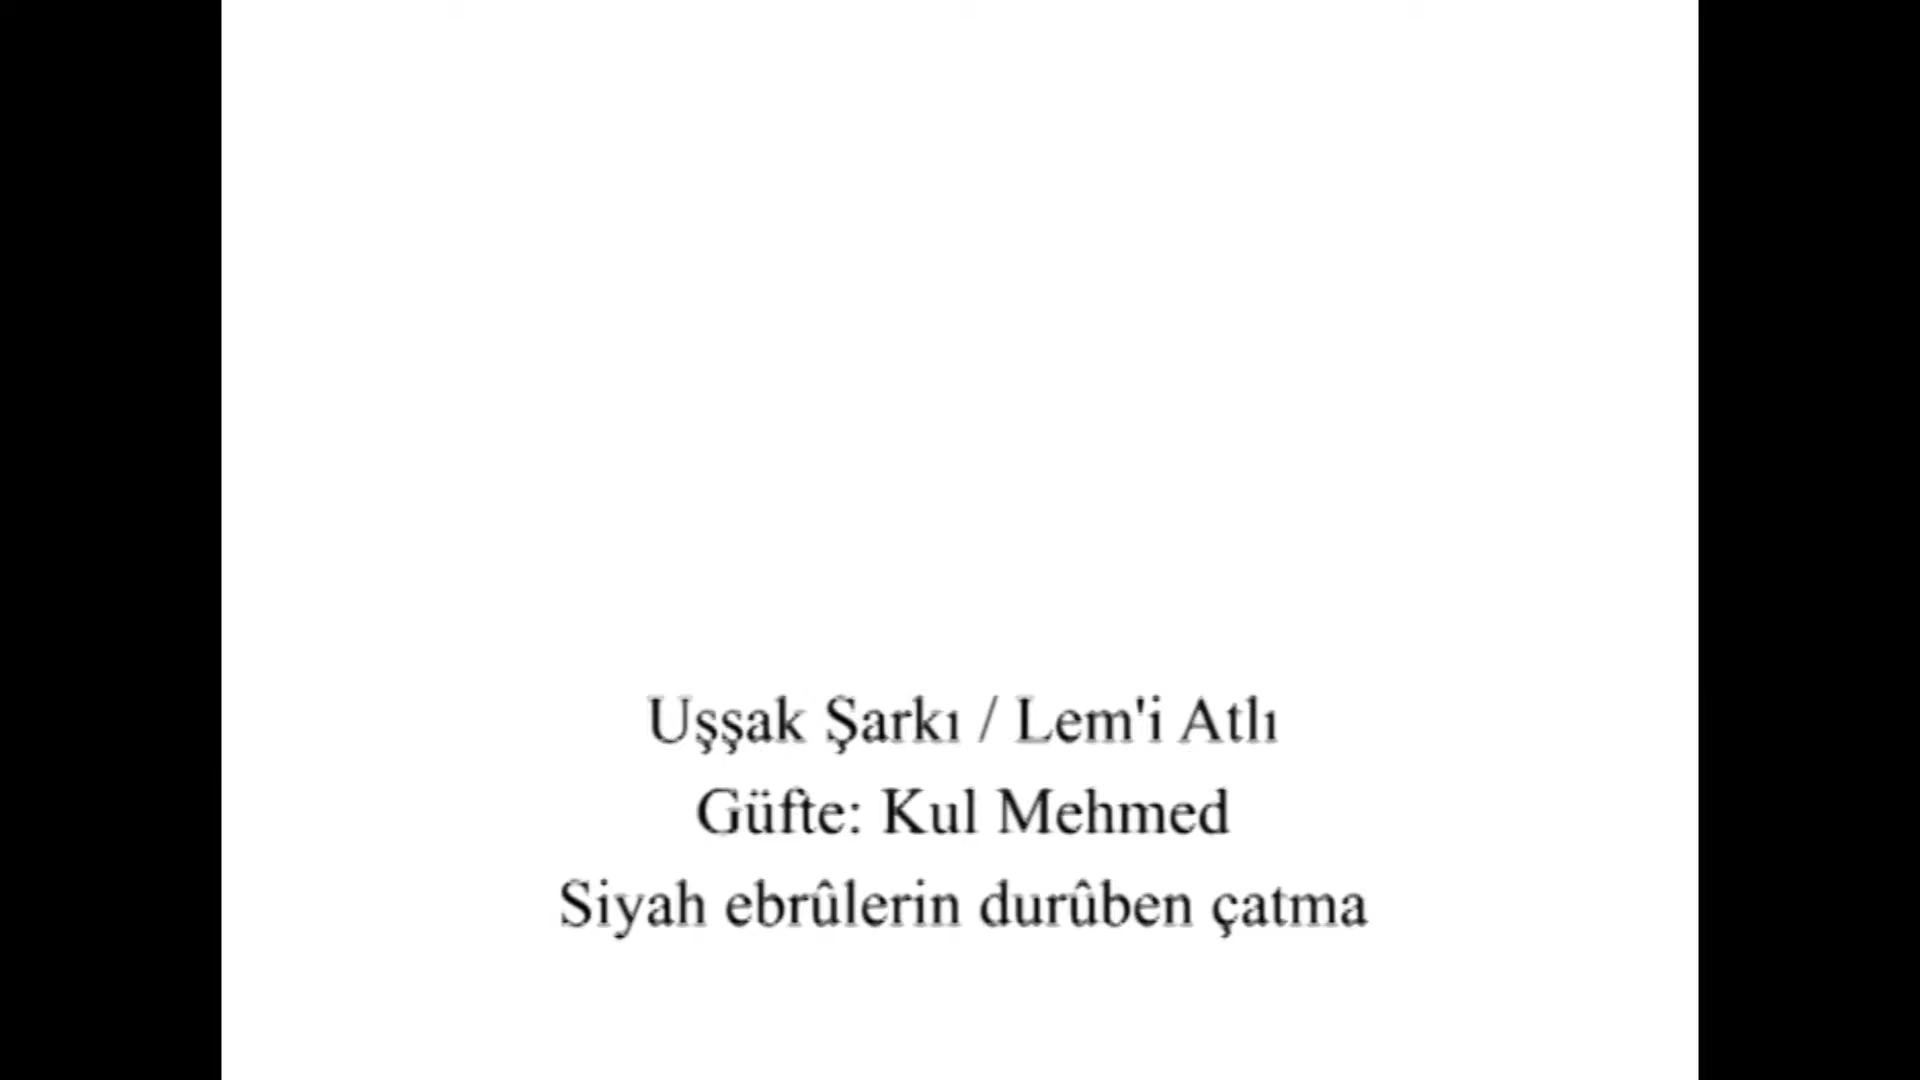 Uşşak Şarkı / Lem'i Atlı
Güfte: Kul Mehmed
Siyah ebrûlerin durûben çatma